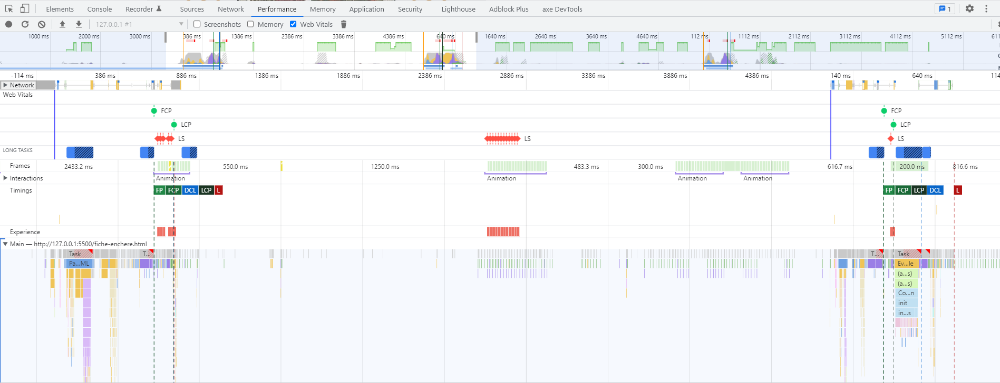 Elements Console Recorder Sources Network Performance Memory Application Security Lighthouse Adblock Plus axe DevTools 1
127.0.0.1 #1 Screenshots Memory Web Vitals
1000 ms 2000 ms 3000 ms 386 ms 1386 ms 2386 ms 3386 ms 4386 ms 640 ms 1640 ms 2640 ms 3640 ms 4640 ms 112 ms 1112 ms 2112 ms 3112 ms 4112 ms 5112 ms 611
-114 ms 386 ms 886 ms 1386 ms 1886 ms 2386 ms 2886 ms 3386 ms 3886 ms 4386 ms 140 ms 640 ms 114
Network
Web Vitals
FCP FCP
LCP LCP
LS LS LS
LONG TASKS
Frames 2433.2 ms 550.0 ms 1250.0 ms 483.3 ms 300.0 ms 616.7 ms 200.0 ms 816.6 ms
Interactions Animation Animation Animation Animation
Timings FP FCP DCL LCP L FP FCP LCP DCL L
Experience
Main — http://127.0.0.1:5500/fiche-enchere.html
Task T... T... Task
Pa...ML Ev...le
(a...s)
(a...s)
Co...n
init
in...s